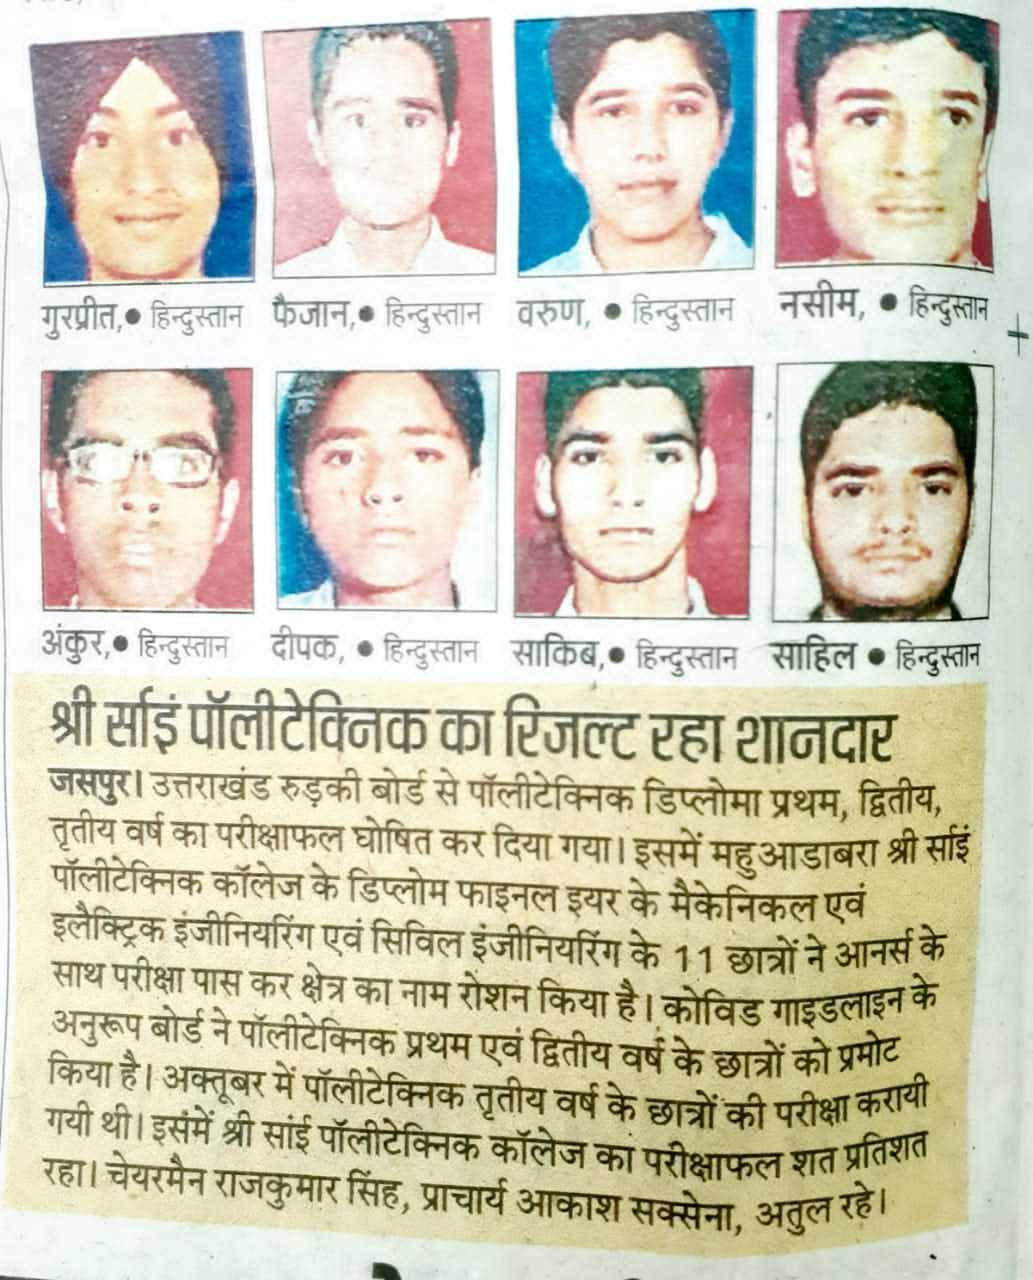 गुरप्रीत,● हिन्दुस्तान
फैजान,● हिन्दुस्तान
वरुण, ● हिन्दुस्तान
नसीम, ● हिन्दुस्तान
अंकुर,● हिन्दुस्तान
दीपक, ● हिन्दुस्तान
साकिब,● हिन्दुस्तान
साहिल ● हिन्दुस्तान
श्री र्साइं पॉलीटेक्निक का रिजल्ट रहा शानदार
जसपुर। उत्तराखंड रुड़की बोर्ड से पॉलीटेक्निक डिप्लोमा प्रथम, द्वितीय,
तृतीय वर्ष का परीक्षाफल घोषित कर दिया गया। इसमें महुआडाबरा श्री र्साइं
पॉलीटेक्निक कॉलेज के डिप्लोम फाइनल इयर के मैकेनिकल एवं
इलैक्ट्रिक इंजीनियरिंग एवं सिविल इंजीनियरिंग के 11 छात्रों ने आनर्स के
साथ परीक्षा पास कर क्षेत्र का नाम रोशन किया है। कोविड गाइडलाइन के
अनुरूप बोर्ड ने पॉलीटेक्निक प्रथम एवं द्वितीय वर्ष के छात्रों को प्रमोट
किया है। अक्तूबर में पॉलीटेक्निक तृतीय वर्ष के छात्रों की परीक्षा करायी
गयी थी। इसंमें श्री सांई पॉलीटेक्निक कॉलेज का परीक्षाफल शत प्रतिशत
रहा। चेयरमैन राजकुमार सिंह, प्राचार्य आकाश सक्सेना, अतुल रहे।